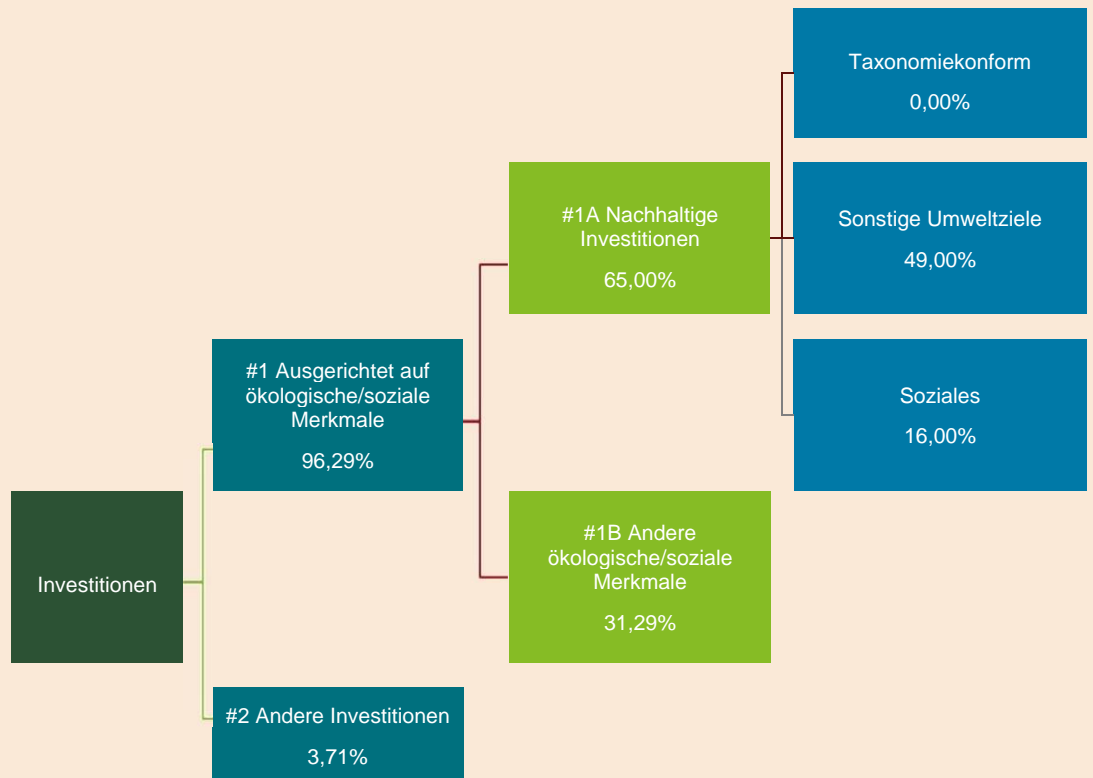 Taxonomiekonform
0,00%
#1A Nachhaltige
Investitionen
65,00%
Sonstige Umweltziele
49,00%
#1 Ausgerichtet auf
ökologische/soziale
Merkmale
96,29%
Soziales
16,00%
Investitionen
#1B Andere
ökologische/soziale
Merkmale
31,29%
#2 Andere Investitionen
3,71%